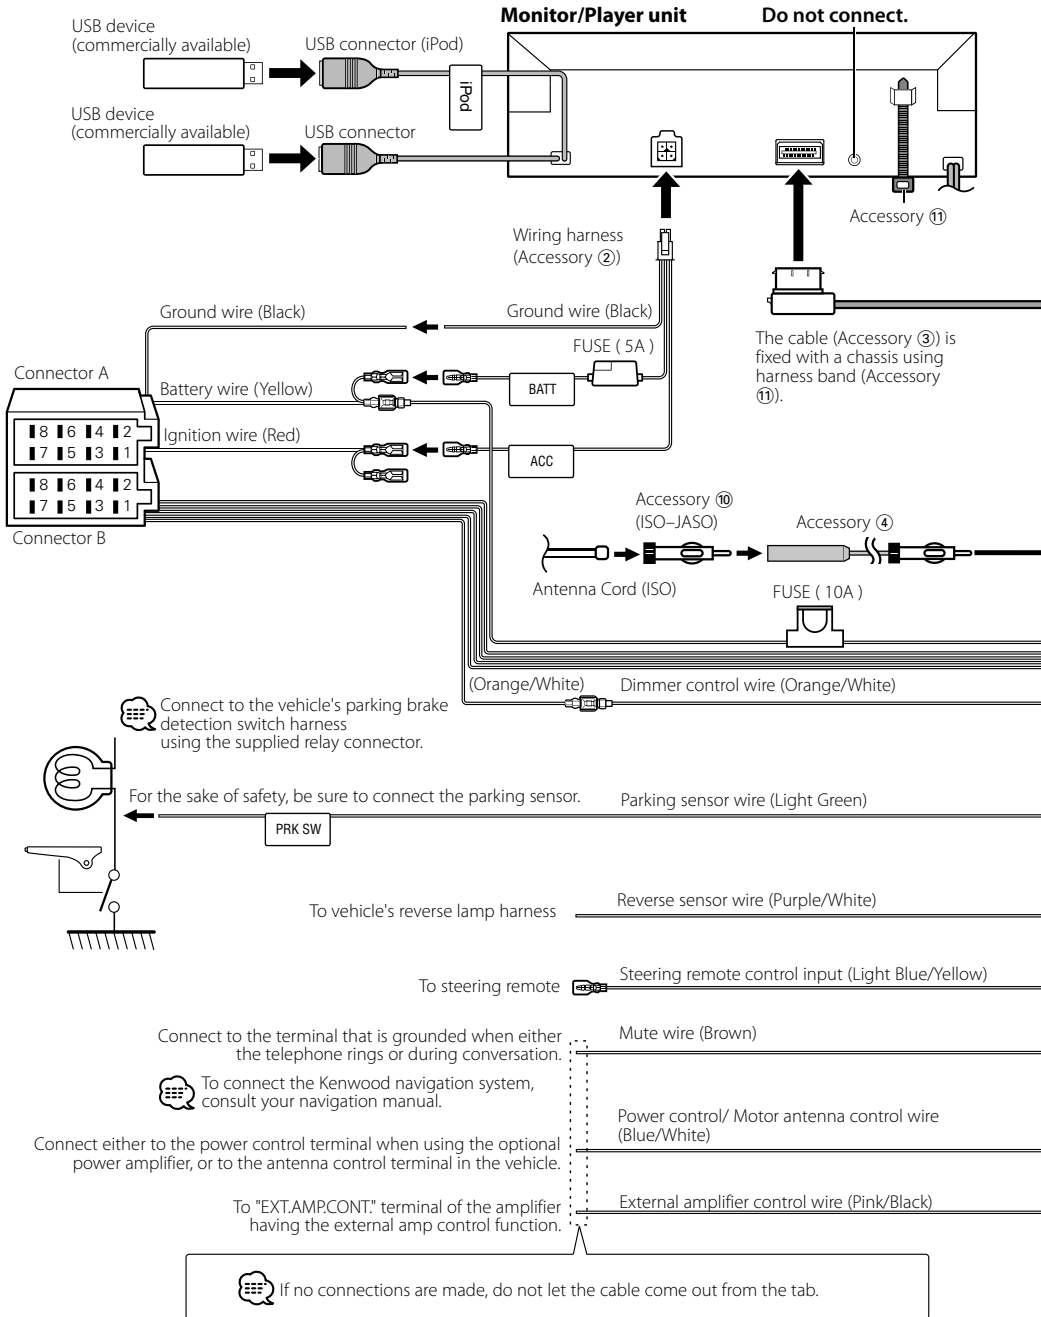 Monitor/Player unit
Do not connect.
USB device
(commercially available)
USB connector (iPod)
iPod
USB device
(commercially available)
USB connector
Accessory ⑪
Wiring harness
(Accessory ②)
Ground wire (Black)
Ground wire (Black)
FUSE ( 5A )
The cable (Accessory ③) is
fixed with a chassis using
harness band (Accessory
⑪).
Connector A
Battery wire (Yellow)
BATT
Ignition wire (Red)
ACC
8 6 4 2
7 5 3 1
8 6 4 2
7 5 3 1
Connector B
Accessory ⑩
(ISO–JASO)
Accessory ④
Antenna Cord (ISO)
FUSE ( 10A )
(Orange/White)
Dimmer control wire (Orange/White)
Connect to the vehicle's parking brake
detection switch harness
using the supplied relay connector.
For the sake of safety, be sure to connect the parking sensor.
Parking sensor wire (Light Green)
PRK SW
To vehicle's reverse lamp harness
Reverse sensor wire (Purple/White)
To steering remote
Steering remote control input (Light Blue/Yellow)
Connect to the terminal that is grounded when either
the telephone rings or during conversation.
Mute wire (Brown)
To connect the Kenwood navigation system,
consult your navigation manual.
Power control/ Motor antenna control wire
(Blue/White)
Connect either to the power control terminal when using the optional
power amplifier, or to the antenna control terminal in the vehicle.
To "EXT.AMP.CONT." terminal of the amplifier
having the external amp control function.
External amplifier control wire (Pink/Black)
If no connections are made, do not let the cable come out from the tab.